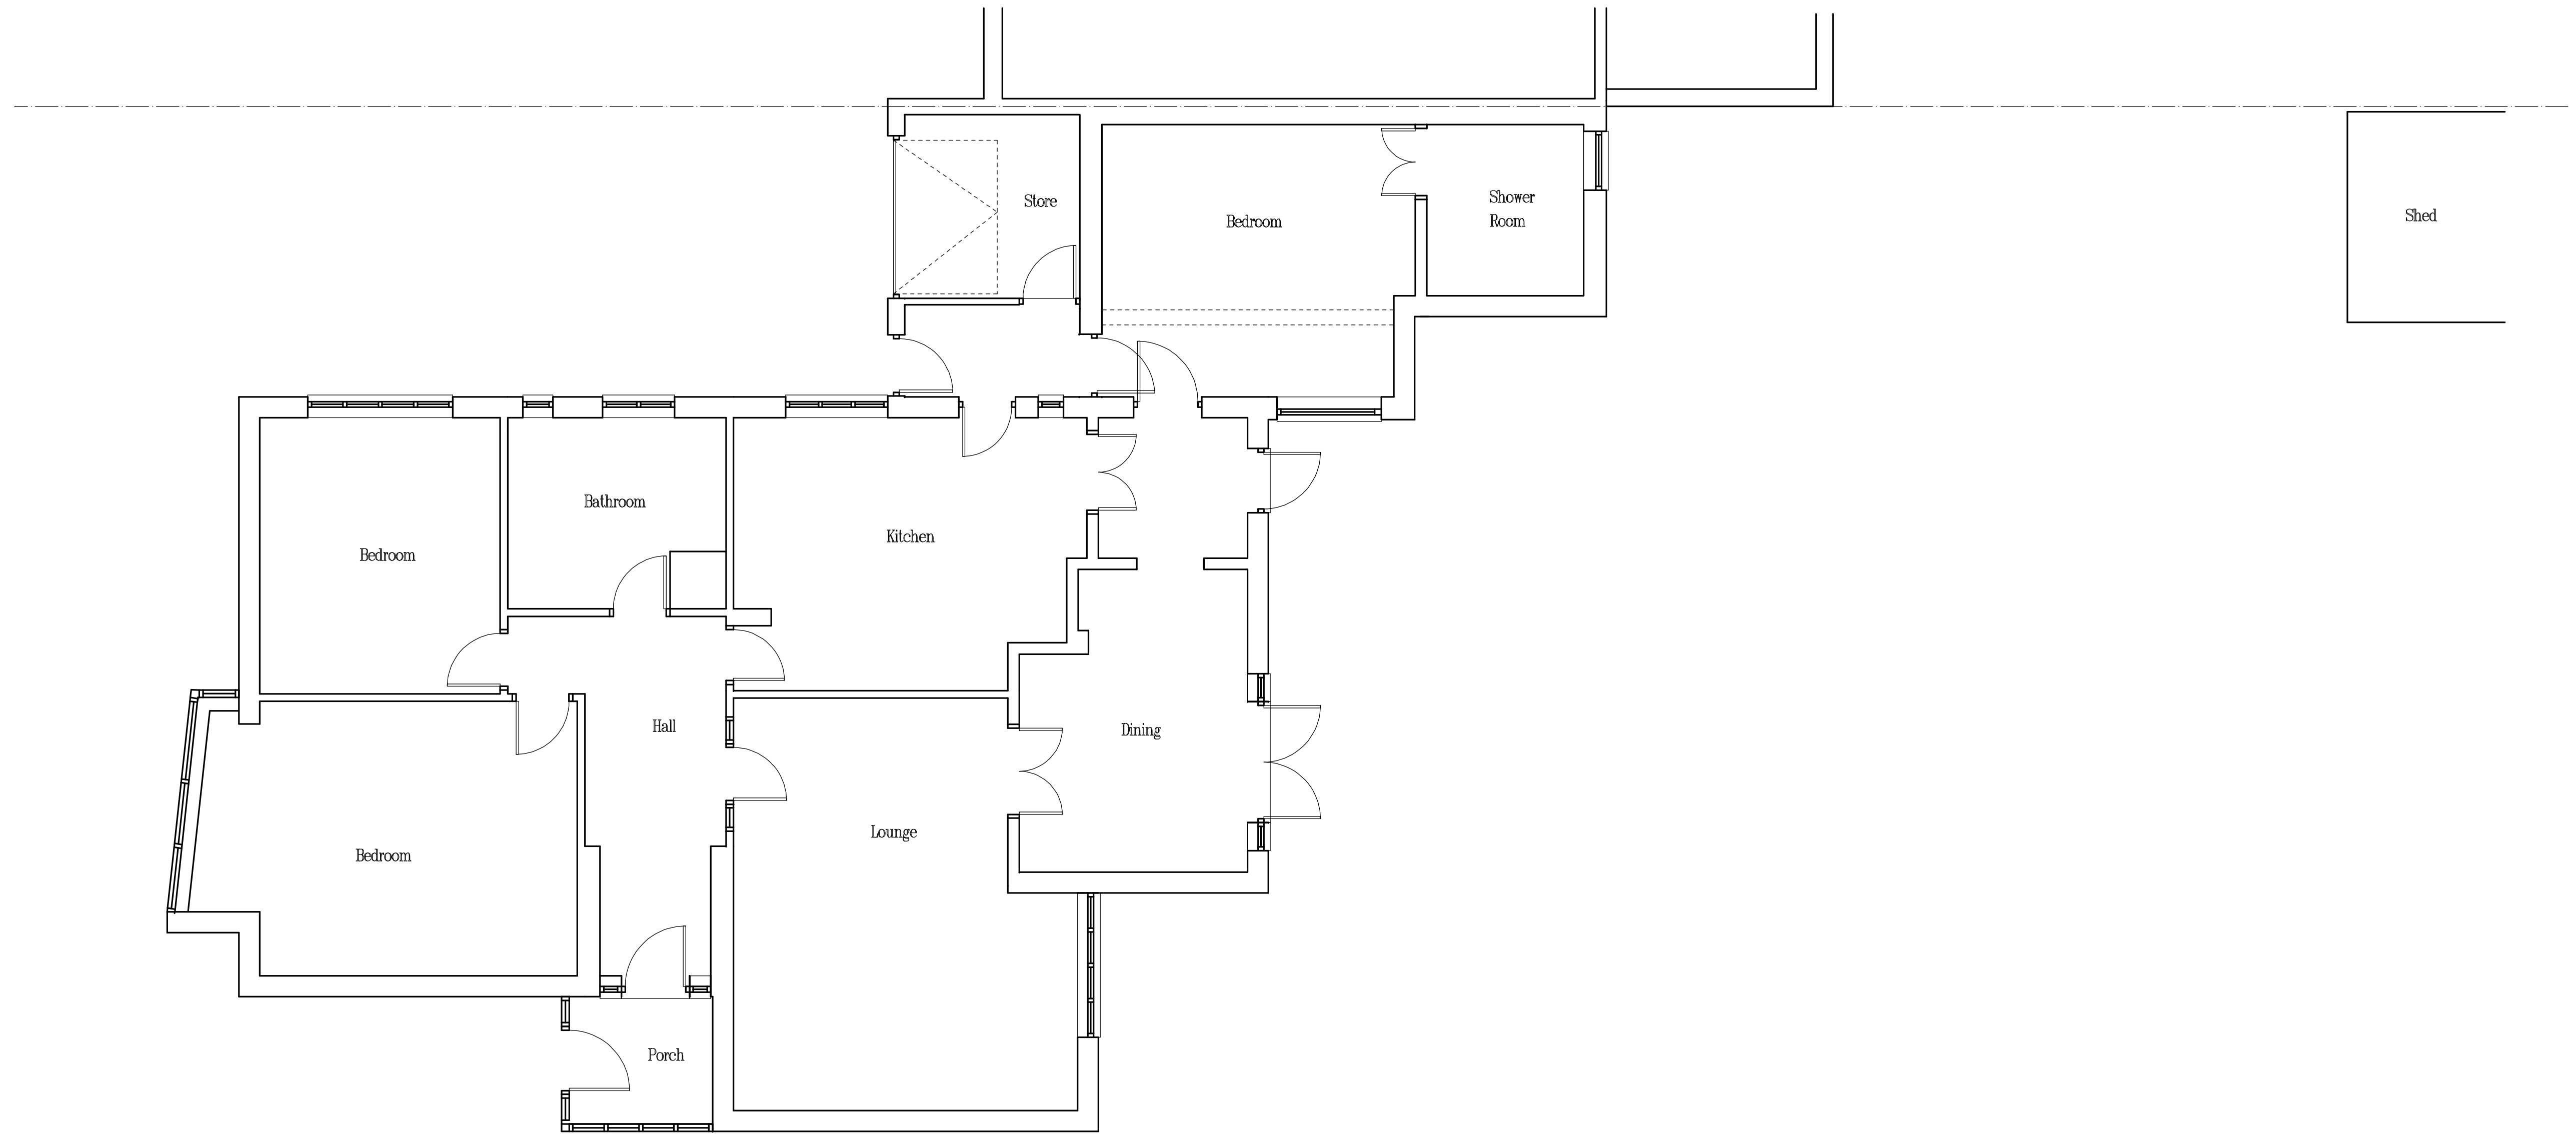 Store
Shower
Room
Bedroom
Shed
Bathroom
Kitchen
Bedroom
Hall
Dining
Lounge
Bedroom
Porch